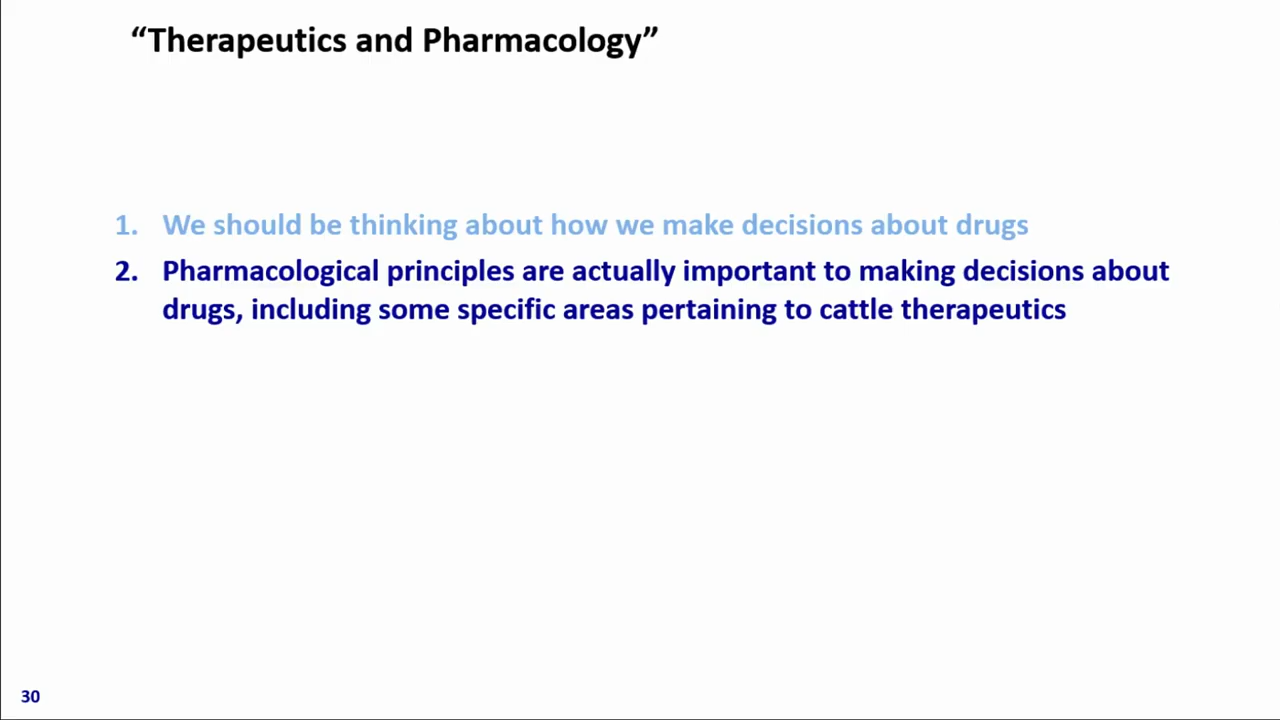 “Therapeutics and Pharmacology”
1. We should be thinking about how we make decisions about drugs
2. Pharmacological principles are actually important to making decisions about
drugs, including some specific areas pertaining to cattle therapeutics
30